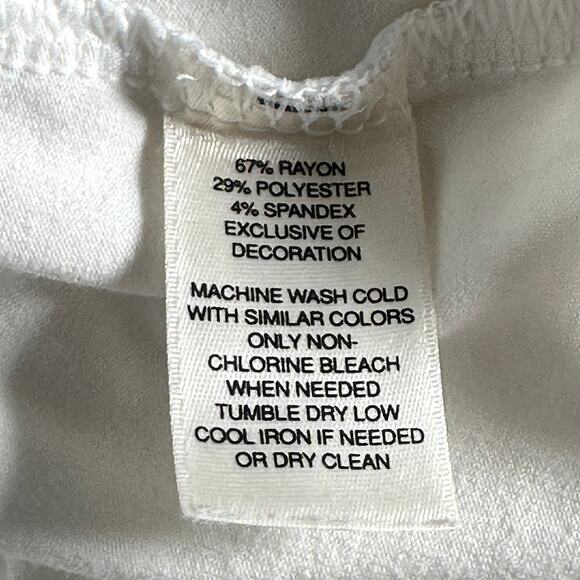 67% RAYON
29% POLYESTER
4% SPANDEX
EXCLUSIVE OF
DECORATION
MACHINE WASH COLD
WITH SIMILAR COLORS
ONLY NON-
CHLORINE BLEACH
WHEN NEEDED
TUMBLE DRY LOW
COOL IRON IF NEEDED
OR DRY CLEAN